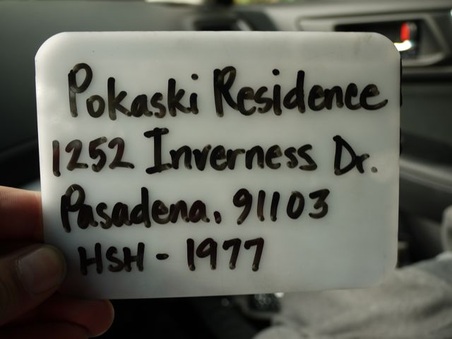 Pokaski Residence
1252 Inverness Dr.
Pasadena, 91103
HSH - 1977